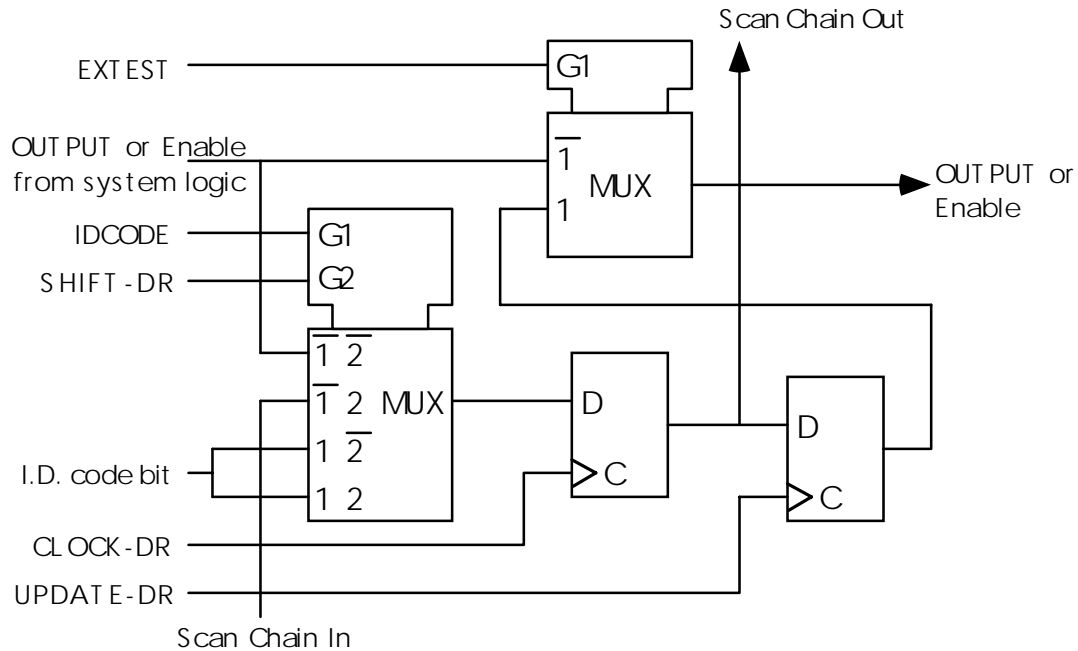 Scan Chain Out
EXTEST
G1
OUTPUT or Enable
from system logic
1̅
MUX
1
OUTPUT or
Enable
IDCODE
G1
SHIFT-DR
G2
1̅ 2̅
1̅ 2 MUX
1 2̅
1 2
D
C
D
C
I.D. code bit
CLOCK-DR
UPDATE-DR
Scan Chain In